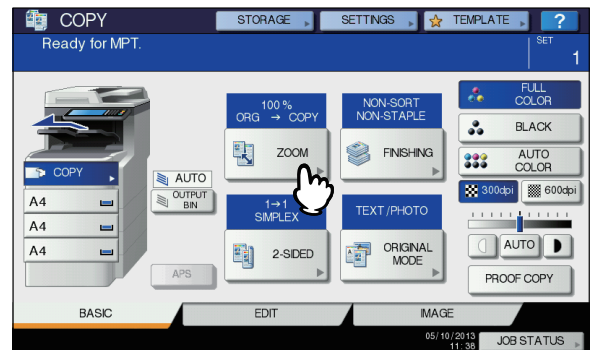 COPY
STORAGE
SETTINGS
TEMPLATE
?
Ready for MPT.
SET
1
100 %
ORG → COPY
ZOOM
NON-SORT
NON-STAPLE
FINISHING
FULL
COLOR
BLACK
AUTO
COLOR
300dpi
600dpi
COPY
A4
A4
A4
AUTO
OUTPUT
BIN
APS
1→1
SIMPLEX
2-SIDED
TEXT/PHOTO
ORIGINAL
MODE
AUTO
PROOF COPY
BASIC
EDIT
IMAGE
05/10/2013
11:38
JOB STATUS